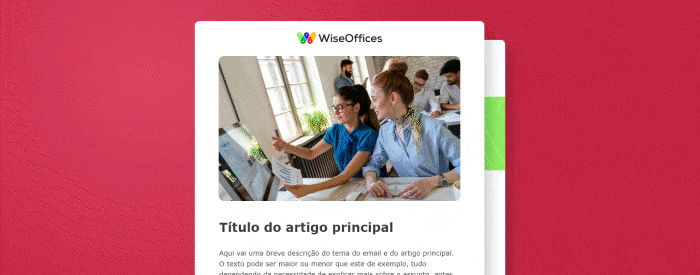 WiseOffices
Título do artigo principal
Aqui vai uma breve descrição do tema do email e do artigo principal.
O texto pode ser maior ou menor que este de exemplo, tudo
dependendo da necessidade de explicar mais sobre o assunto, antes